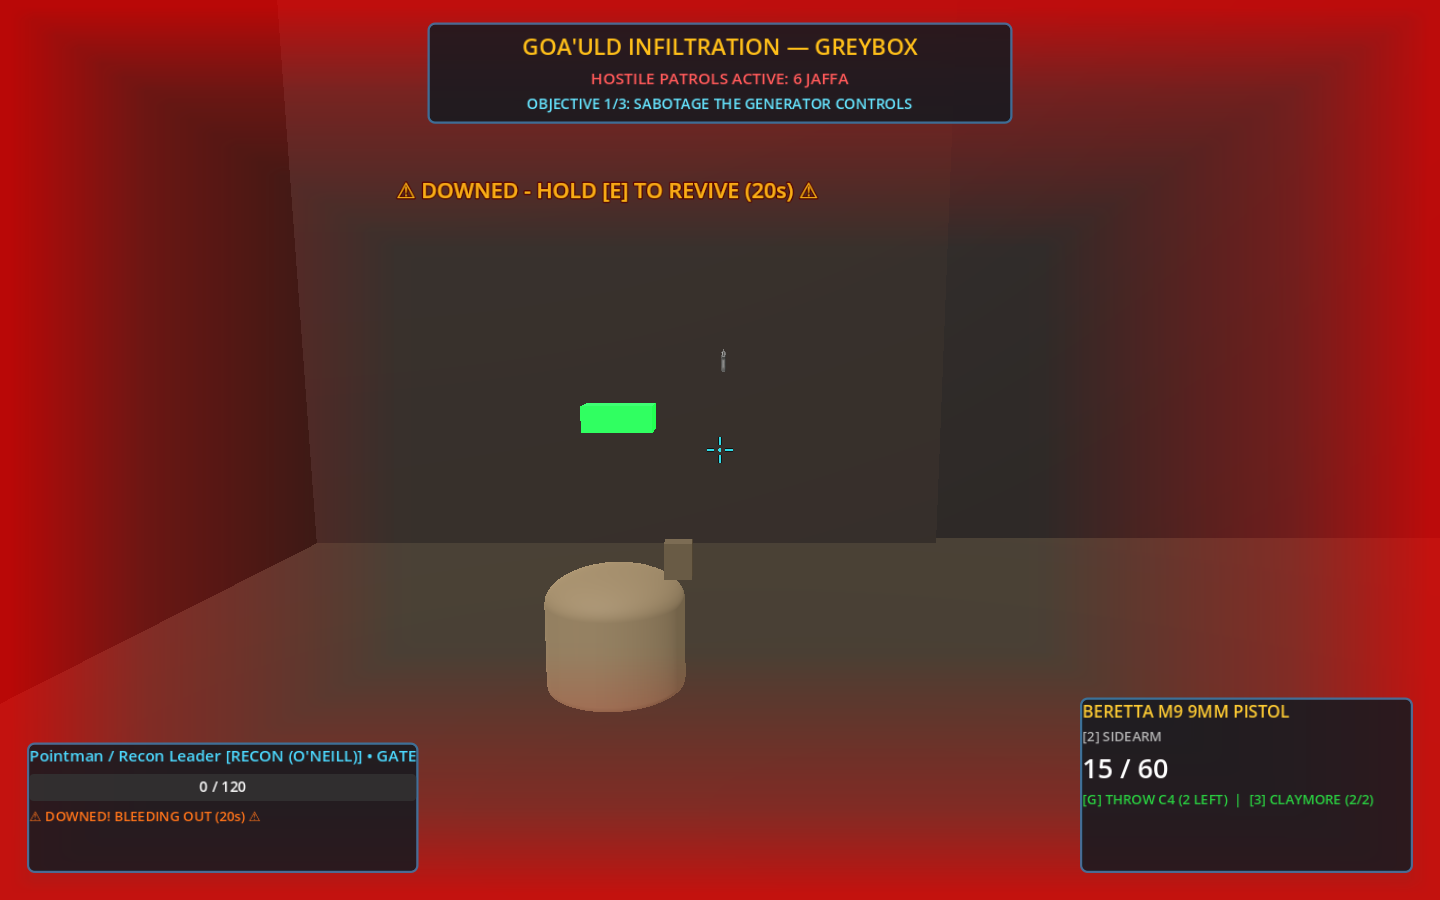 GOA'ULD INFILTRATION — GREYBOX
HOSTILE PATROLS ACTIVE: 6 JAFFA
OBJECTIVE 1/3: SABOTAGE THE GENERATOR CONTROLS
⚠ DOWNED - HOLD [E] TO REVIVE (20s) ⚠
Pointman / Recon Leader [RECON (O'NEILL)] • GATE
0 / 120
⚠ DOWNED! BLEEDING OUT (20s) ⚠
BERETTA M9 9MM PISTOL
[2] SIDEARM
15 / 60
[G] THROW C4 (2 LEFT) | [3] CLAYMORE (2/2)